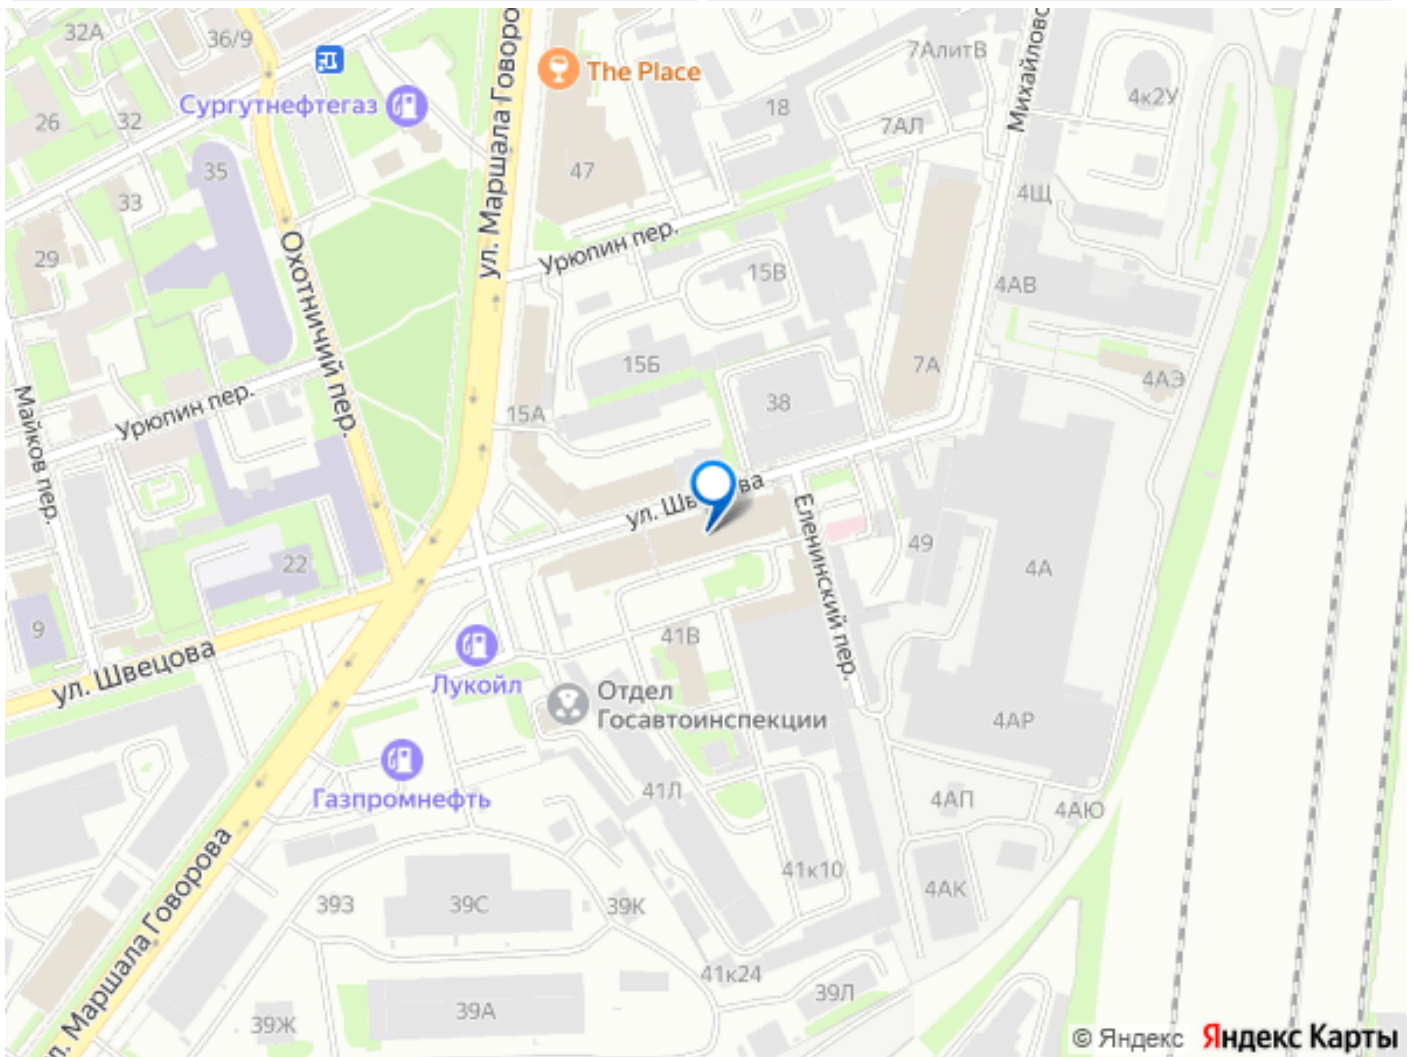 32А
36/9
ул. Маршала Говоро
The Place
7АлитВ
Михайловс
4к2У
Сургутнефтегаз
26
32
18
7АЛ
35
47
4Щ
33
29
Охотничий пер.
Урюпин пер.
15В
4АВ
15Б
7А
4АЭ
Майков пер.
Урюпин пер.
15А
38
ул. Шв
ва
Еленинский пер.
22
49
4А
9
41В
ул. Швецова
Лукойл
Отдел
Госавтоинспекции
4АР
Газпромнефть
41Л
4АП
4АЮ
л. Маршала Говорова
41к10
4АК
39З
39С
39К
41к24
39Л
39Ж
39А
© Яндекс Яндекс Карты